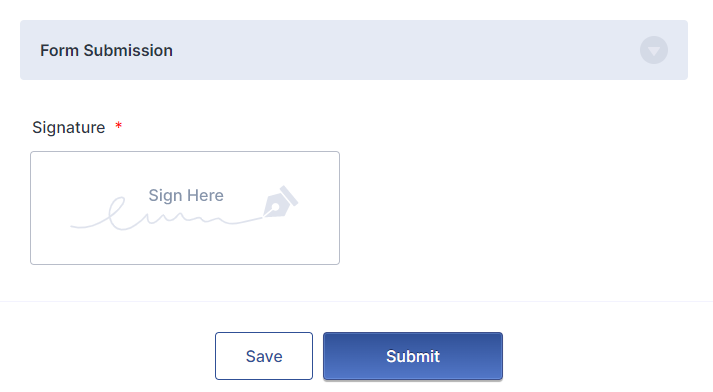 Form Submission
Signature *
Sign Here
Save
Submit